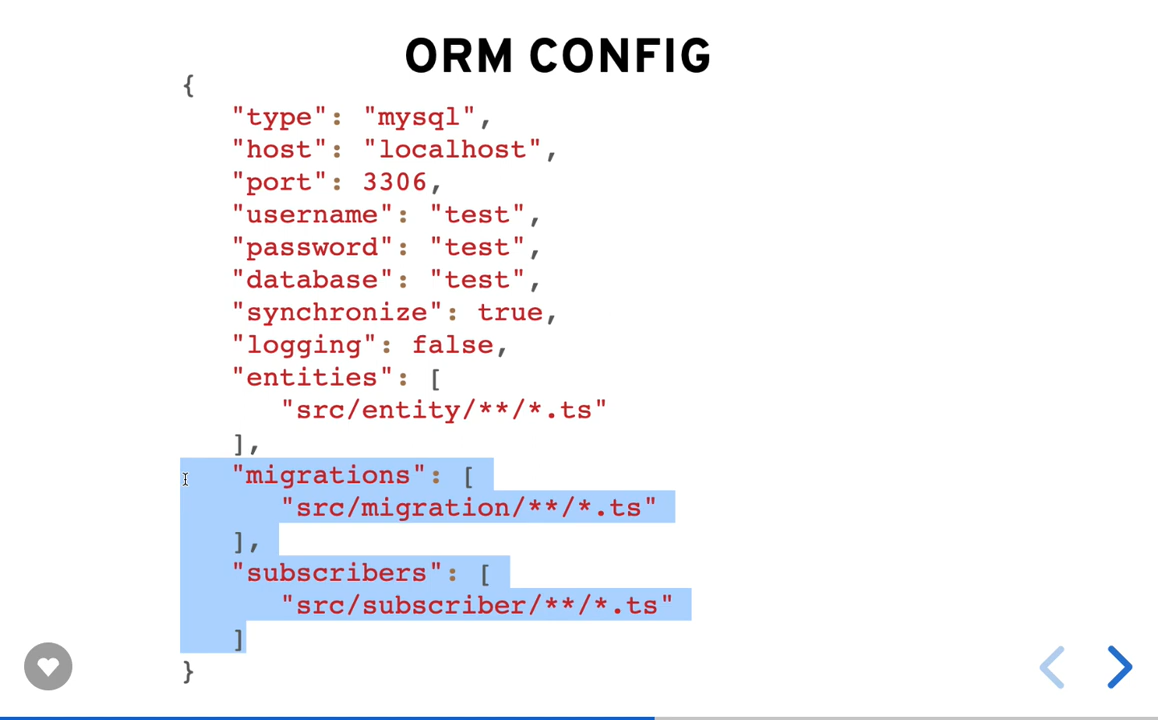 ORM CONFIG
{
"type": "mysql",
"host": "localhost",
"port": 3306,
"username": "test",
"password": "test",
"database": "test",
"synchronize": true,
"logging": false,
"entities": [
"src/entity/**/*.ts"
],
"migrations": [
"src/migration/**/*.ts"
],
"subscribers": [
"src/subscriber/**/*.ts"
]
}